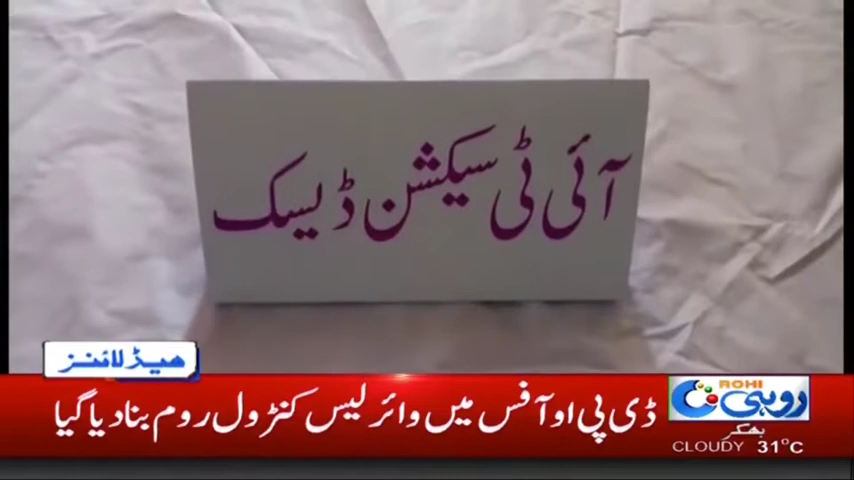 آئی ٹی سیکشن ڈیسک
ھیڈلائنز
ڈی پی او آفس میں وائرلیس کنٹرول روم بنادیا گیا
ROHI
روہی
بھکر
CLOUDY 31°C